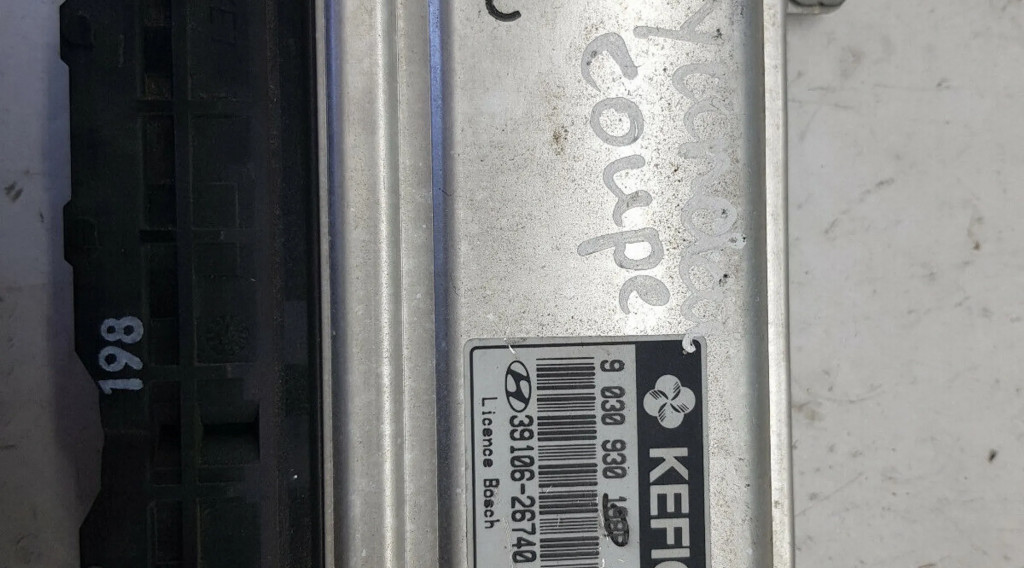 coupe
KEFIC
9 030 930
39106-26740
Licence Bosch
198